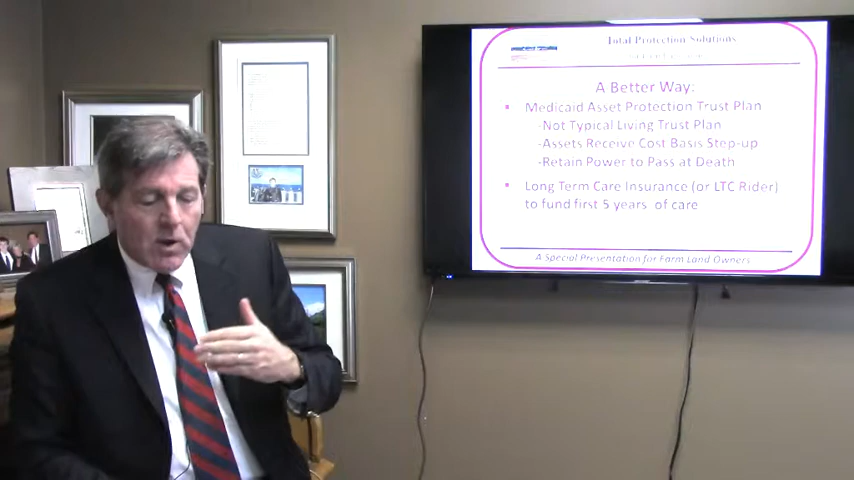 Total Protection Solutions
A Better Way:
▪ Medicaid Asset Protection Trust Plan
-Not Typical Living Trust Plan
-Assets Receive Cost Basis Step-up
-Retain Power to Pass at Death
▪ Long Term Care Insurance (or LTC Rider)
to fund first 5 years of care
A Special Presentation for Farm Land Owners